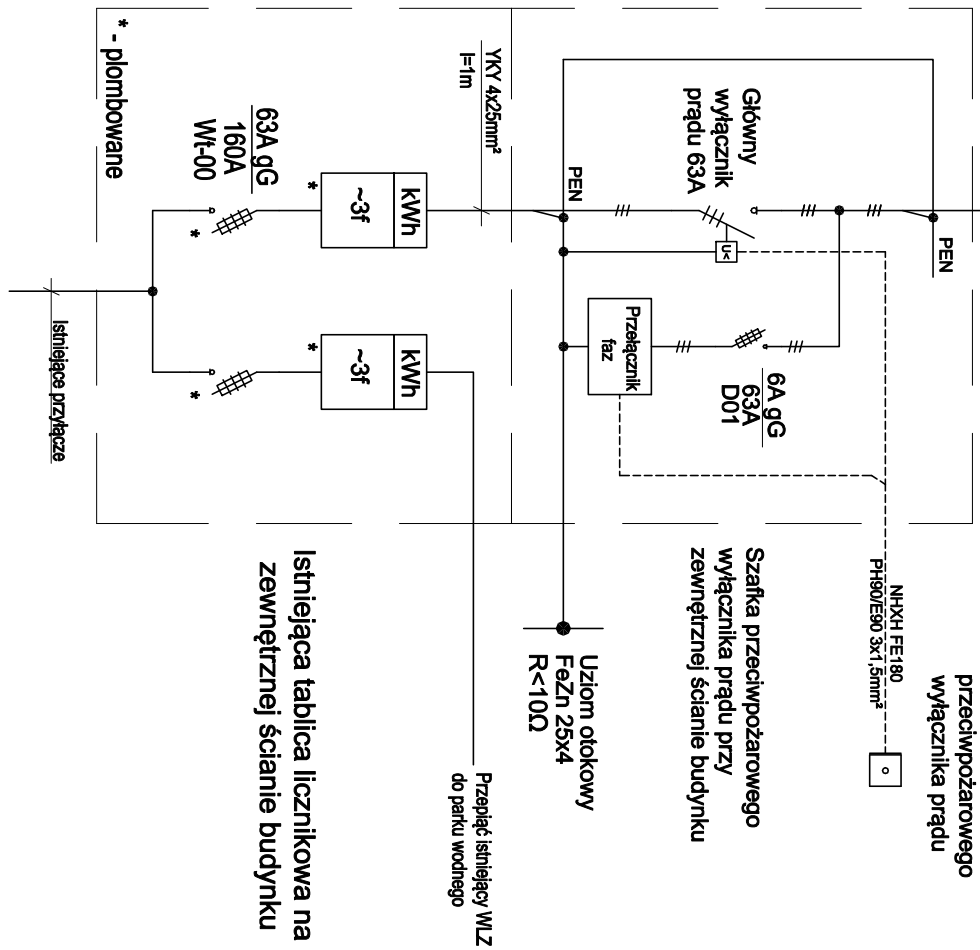 przeciwpożarowego
wyłącznika prądu
NHXH FE180
PH90/E90 3x1,5mm²
PEN
Główny
wyłącznik
prądu 63A
U<
6A gG
63A
D01
Przełącznik
faz
PEN
Szafka przeciwpożarowego
wyłącznika prądu przy
zewnętrznej ścianie budynku
Uziom otokowy
FeZn 25x4
R<10Ω
YKY 4x25mm²
l=1m
kWh
~3f
*
kWh
~3f
*
Przepiąć istniejący WLZ
do parku wodnego
63A gG
160A
Wt-00
*
*
Istniejąca tablica licznikowa na
zewnętrznej ścianie budynku
* - plombowane
Istniejące przyłącze